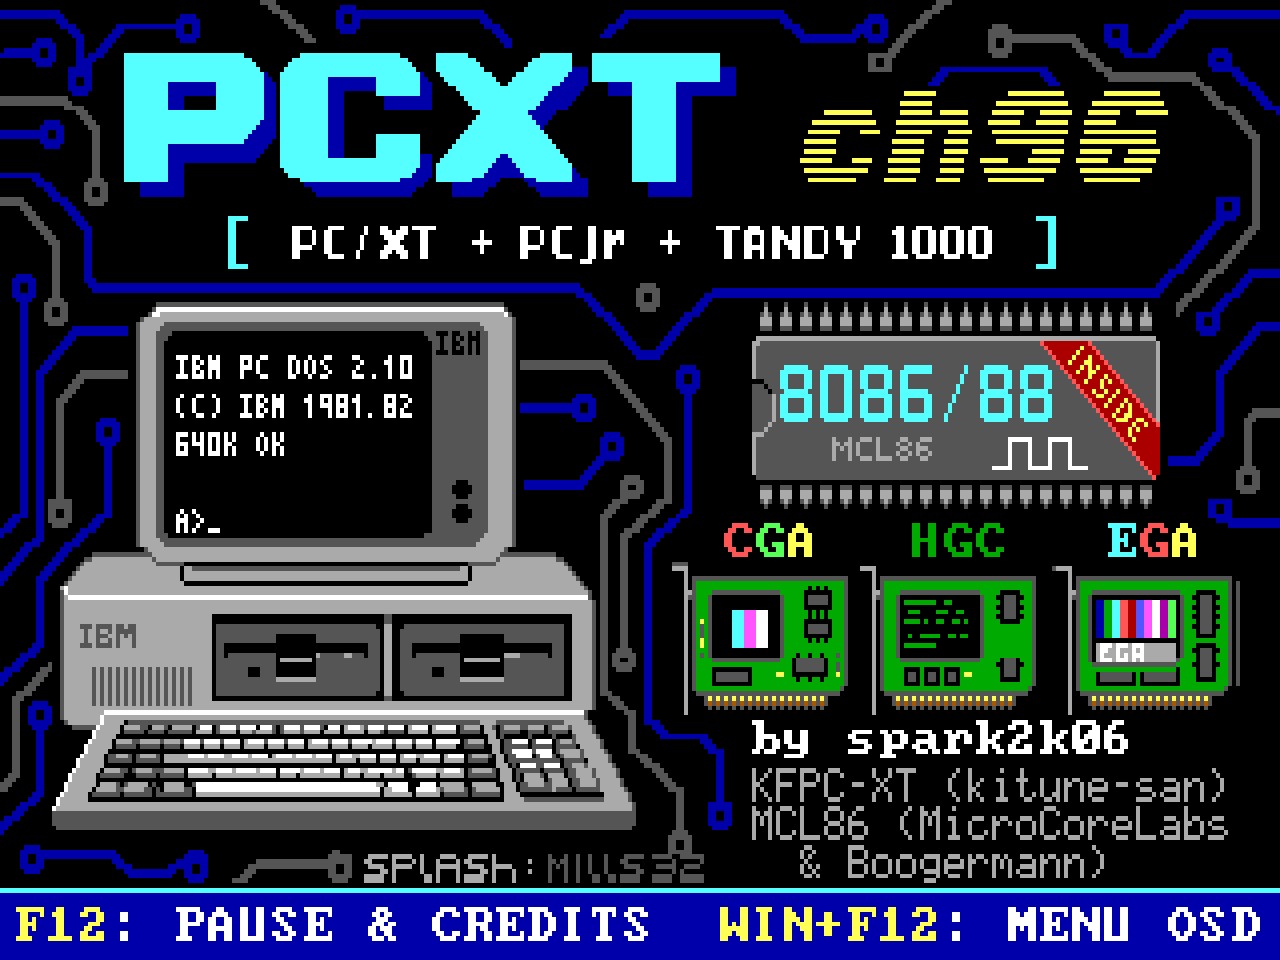 PCXT ch96
[ PC/XT + PCJr + TANDY 1000 ]
IBM
IBM PC DOS 2.10
(C) IBM 1981.82
640K OK
A>_
IBM
8086/88
MCL86
INSIDE
CGA HGC EGA
EGA
by spark2k06
KFPC-XT (kitune-san)
MCL86 (MicroCoreLabs
& Boogermann)
SPLASH: MILLS32
F12: PAUSE & CREDITS WIN+F12: MENU OSD